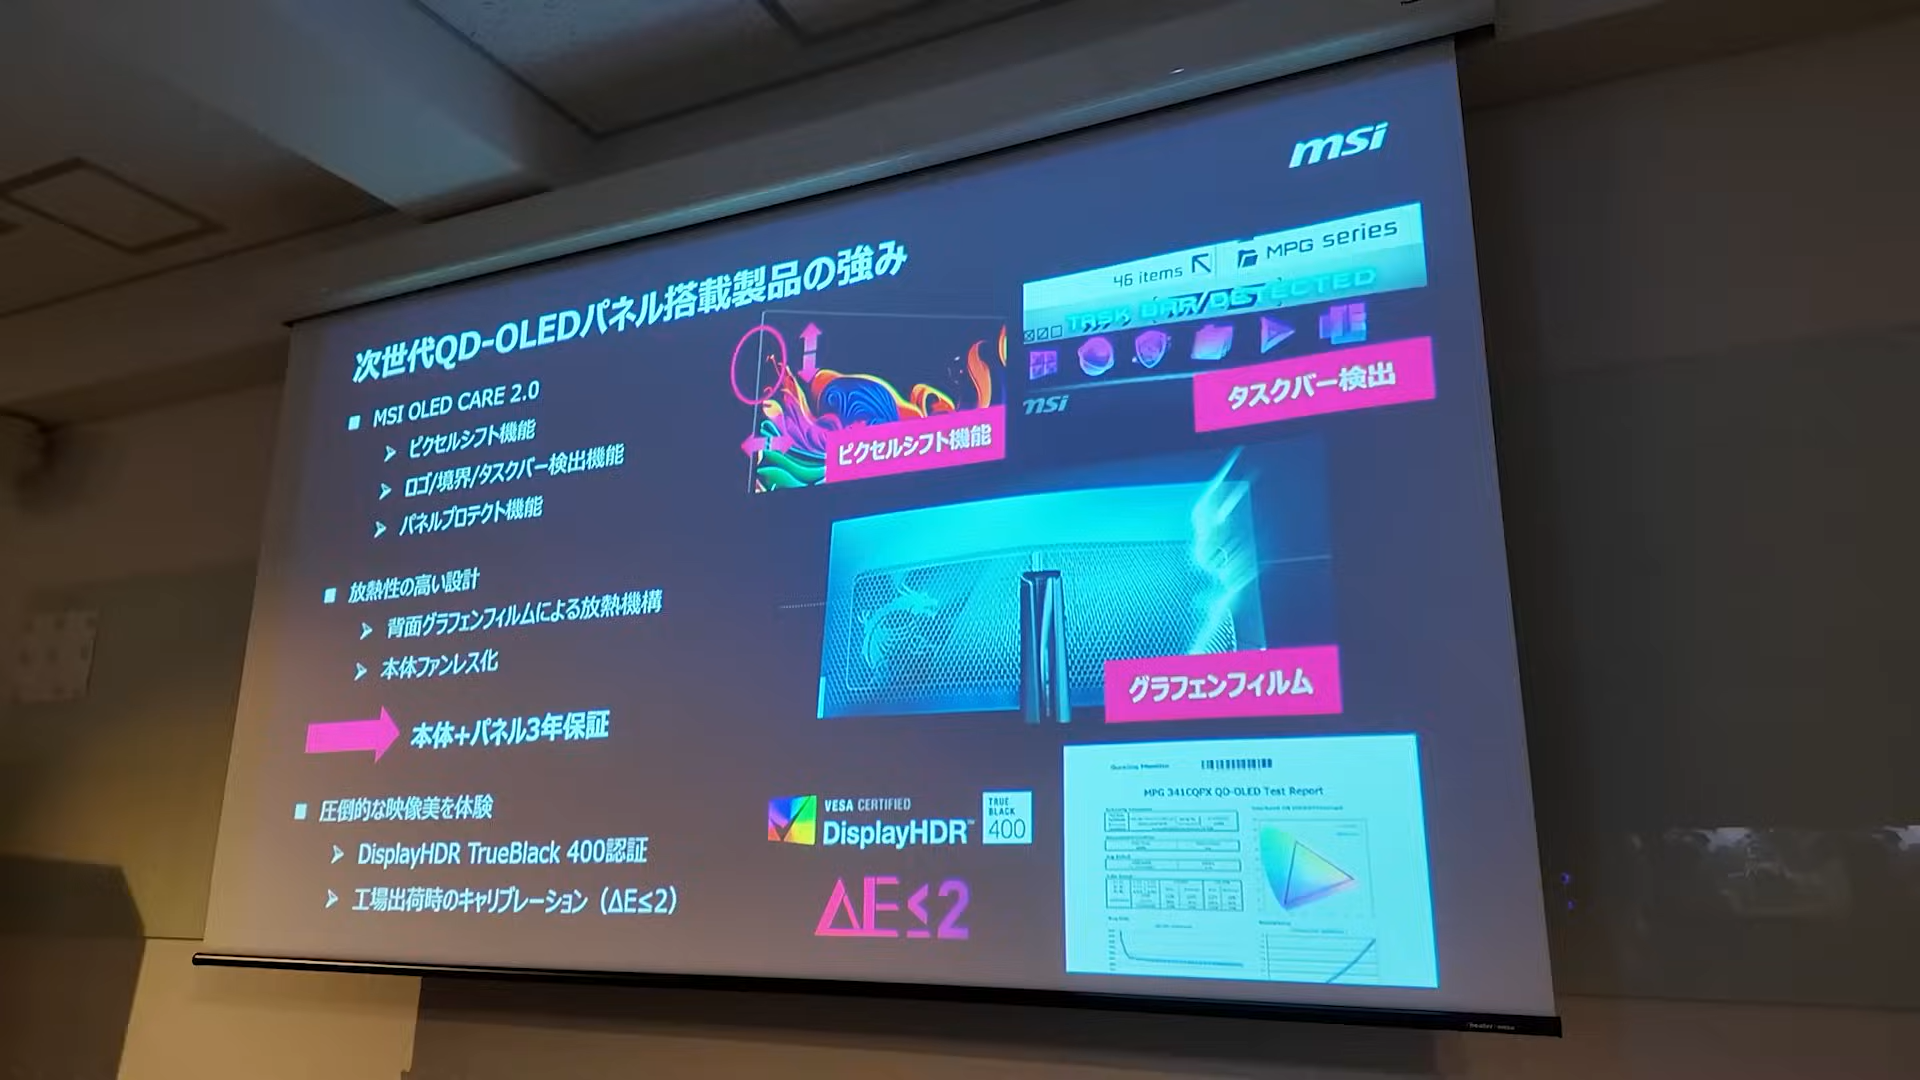 msi
次世代QD-OLEDパネル搭載製品の強み
■ MSI OLED CARE 2.0
➢ ピクセルシフト機能
➢ ロゴ/境界/タスクバー検出機能
➢ パネルプロテクト機能
■ 放熱性の高い設計
➢ 背面グラフェンフィルムによる放熱機構
➢ 本体ファンレス化
本体+パネル3年保証
■ 圧倒的な映像美を体験
➢ DisplayHDR TrueBlack 400認証
➢ 工場出荷時のキャリブレーション（ΔE≤2）
ピクセルシフト機能
46 items
MPG series
TASK BAR DETECTED
msi
タスクバー検出
グラフェンフィルム
VESA CERTIFIED
DisplayHDR™
TRUE
BLACK
400
ΔE≤2
MPG 341CQPX QD-OLED Test Report